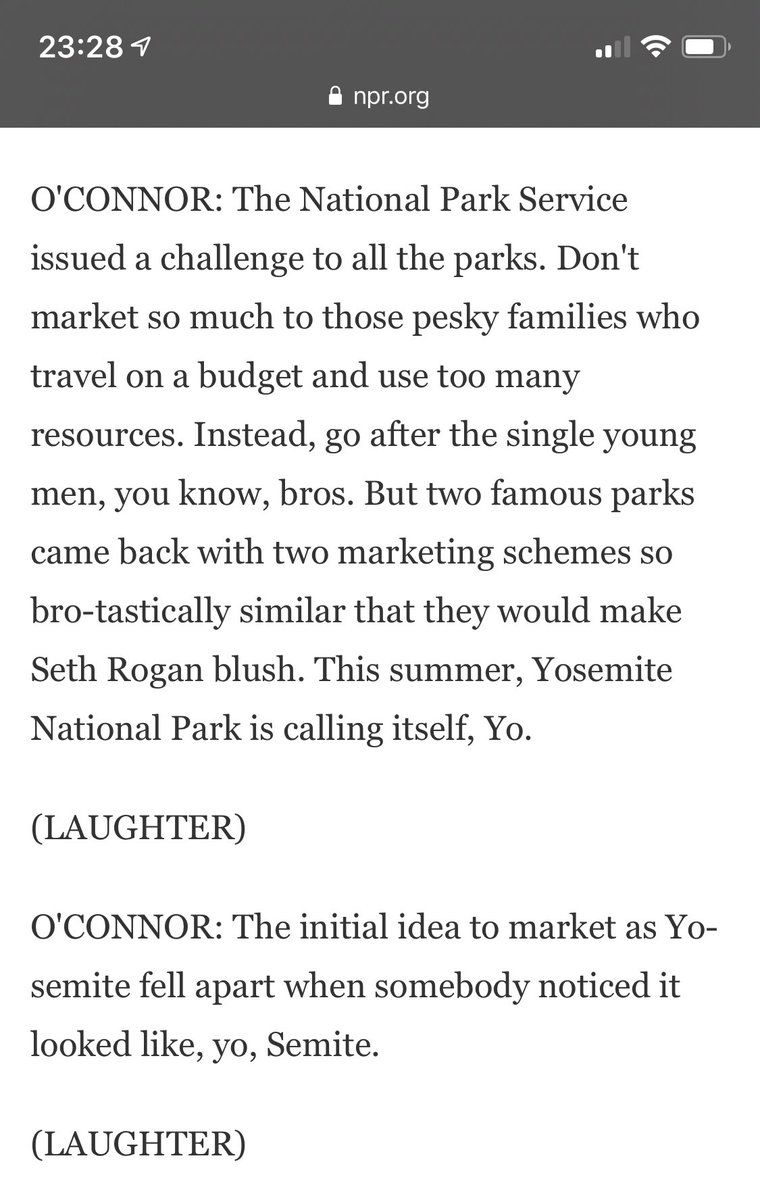 23:28
npr.org
O'CONNOR: The National Park Service
issued a challenge to all the parks. Don't
market so much to those pesky families who
travel on a budget and use too many
resources. Instead, go after the single young
men, you know, bros. But two famous parks
came back with two marketing schemes so
bro-tastically similar that they would make
Seth Rogan blush. This summer, Yosemite
National Park is calling itself, Yo.
(LAUGHTER)
O'CONNOR: The initial idea to market as Yo-
semite fell apart when somebody noticed it
looked like, yo, Semite.
(LAUGHTER)